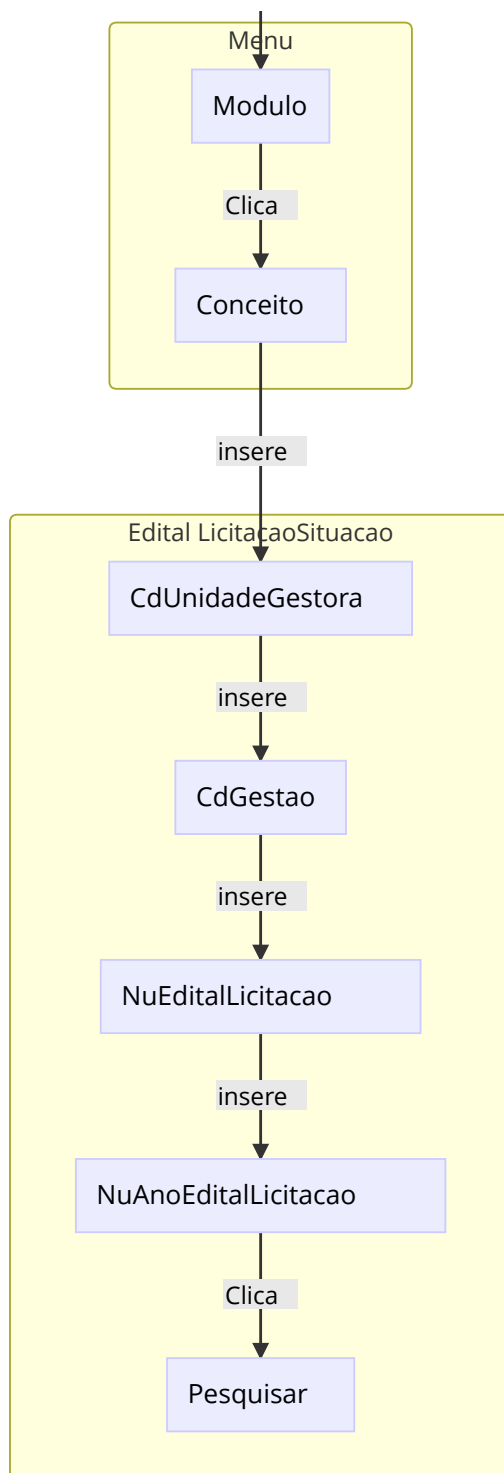 Menu
Modulo
Clica
Conceito
insere
Edital LicitacaoSituacao
CdUnidadeGestora
insere
CdGestao
insere
NuEditalLicitacao
insere
NuAnoEditalLicitacao
Clica
Pesquisar